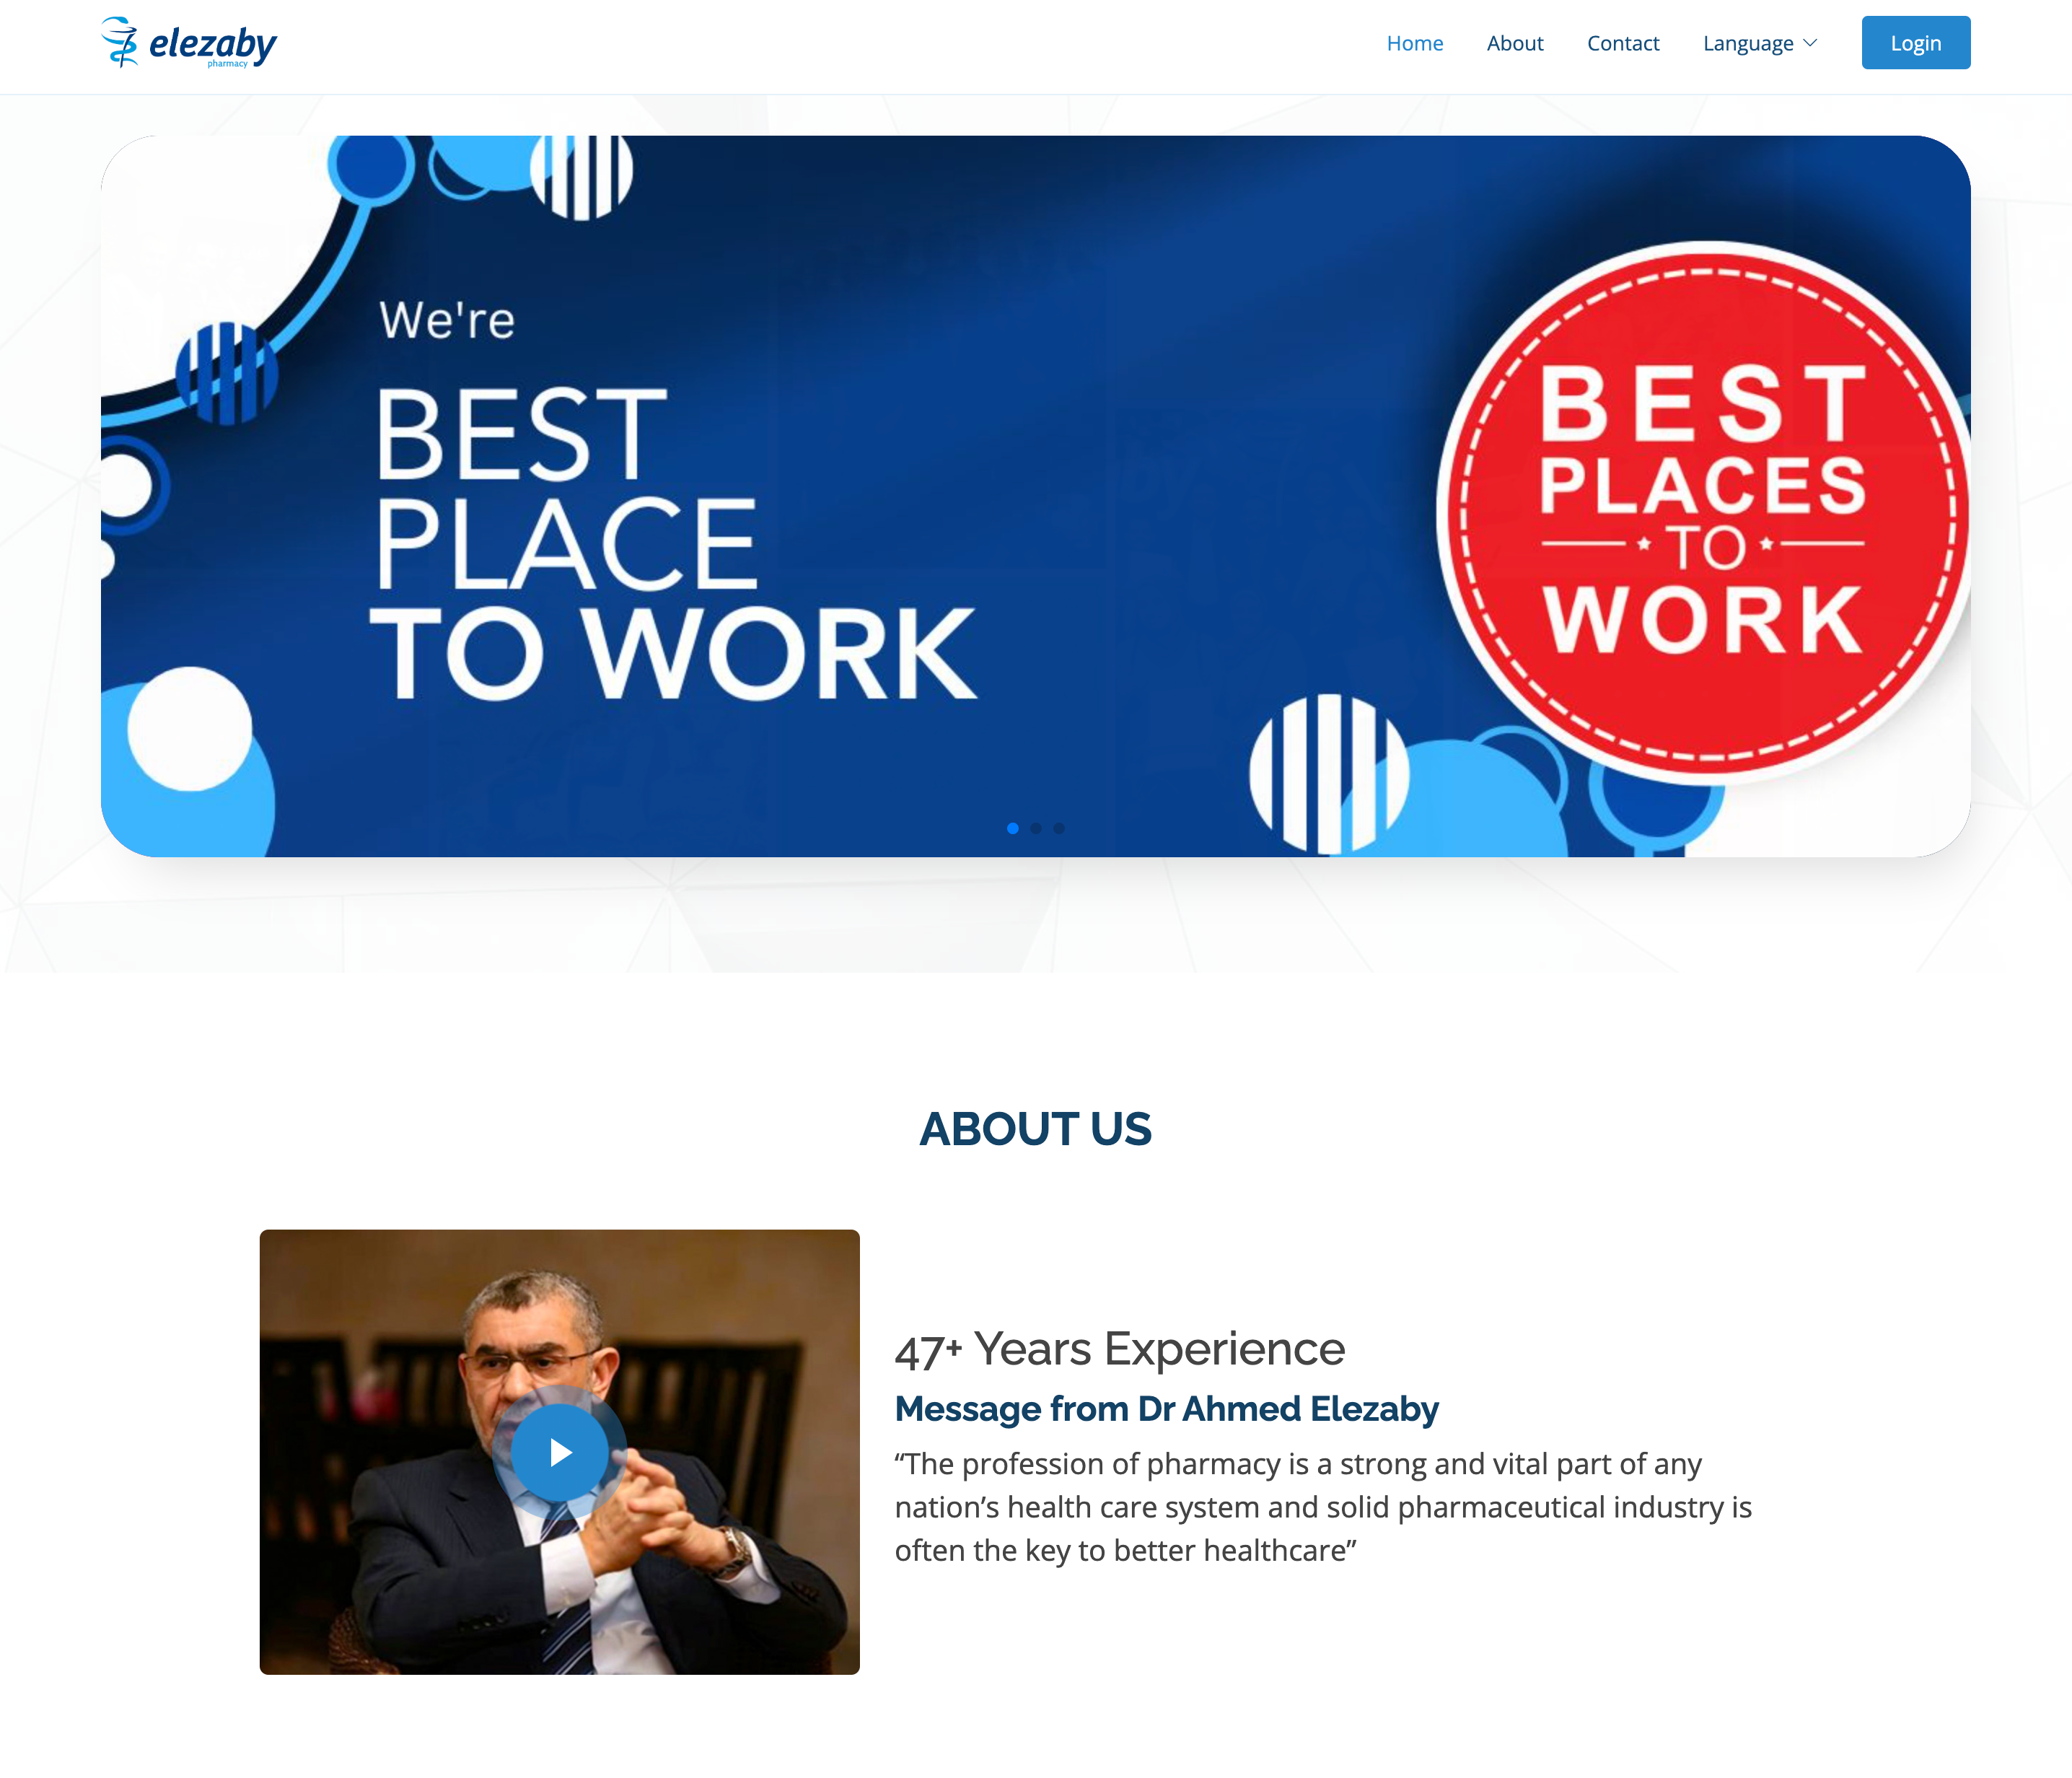 elezaby
pharmacy
Home
About
Contact
Language
Login
We're
BEST
PLACE
TO WORK
BEST
PLACES
TO
WORK
ABOUT US
47+ Years Experience
Message from Dr Ahmed Elezaby
“The profession of pharmacy is a strong and vital part of any
nation’s health care system and solid pharmaceutical industry is
often the key to better healthcare”